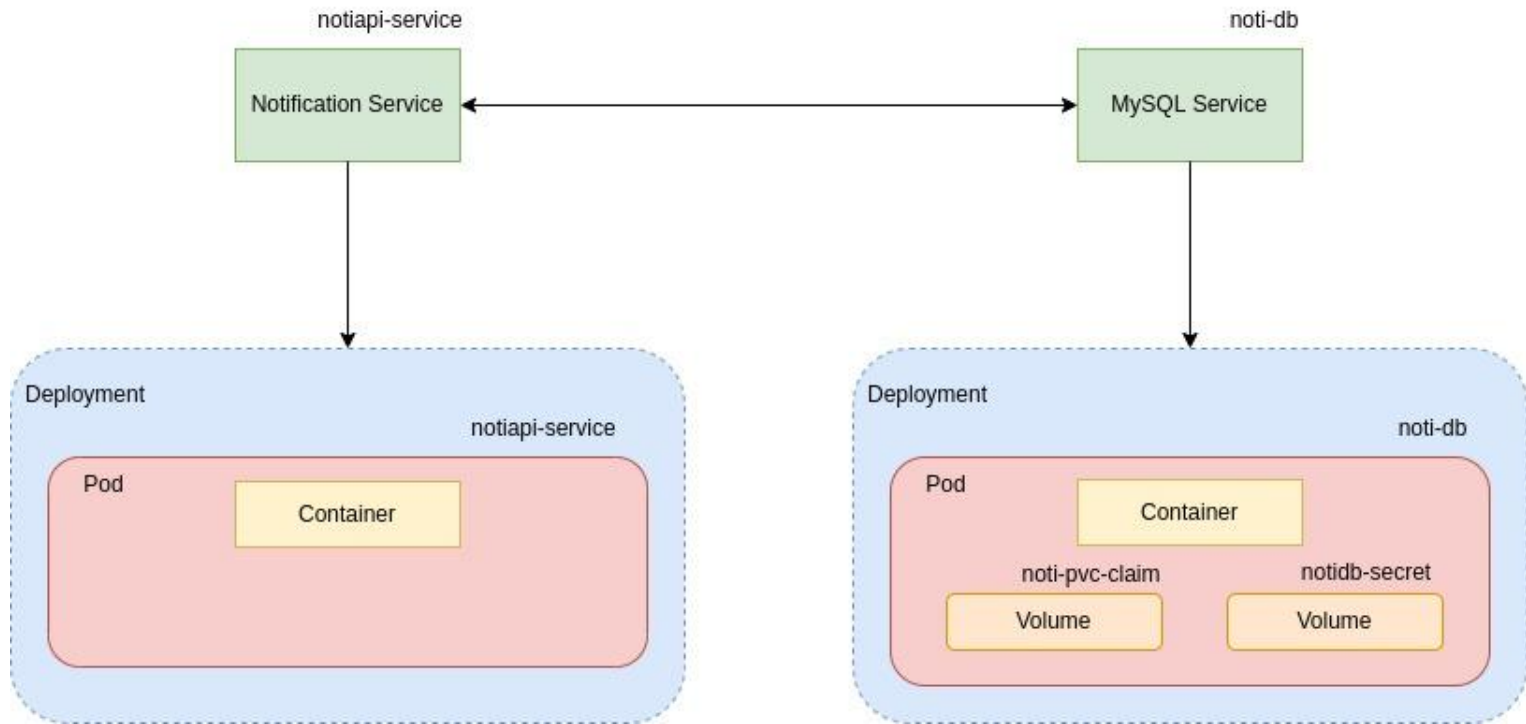 notiapi-service
noti-db
Notification Service
MySQL Service
Deployment
notiapi-service
Pod
Container
Deployment
noti-db
Pod
Container
noti-pvc-claim
notidb-secret
Volume
Volume